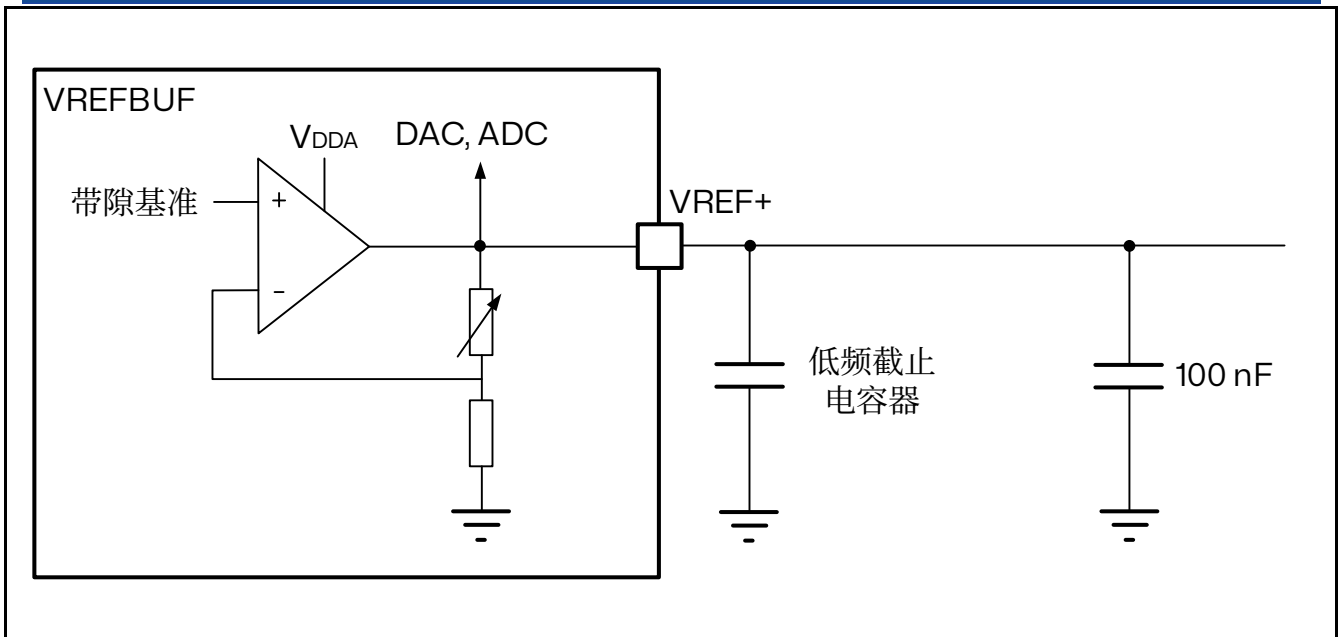 VREFBUF
VDDA
DAC, ADC
带隙基准
+
-
VREF+
低频截止
电容器
100 nF